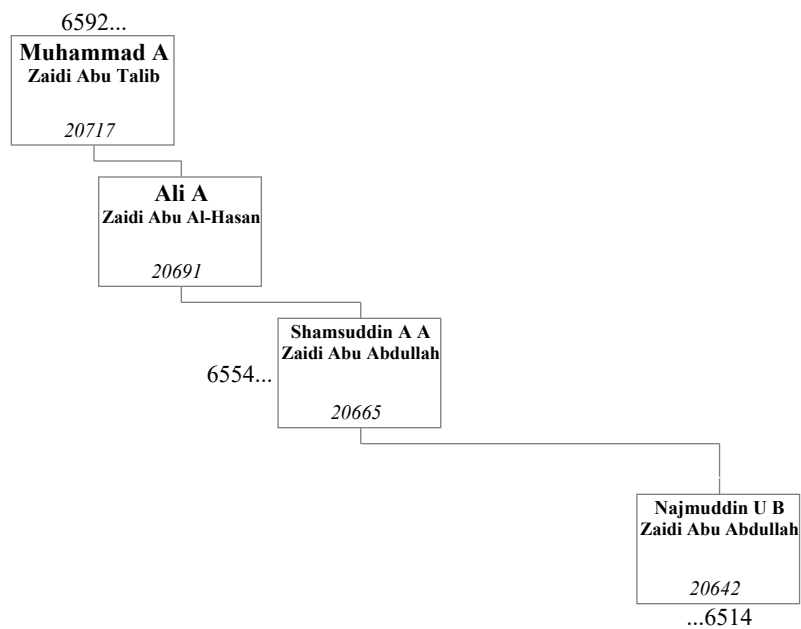 6592...
Muhammad A
Zaidi Abu Talib
20717
Ali A
Zaidi Abu Al-Hasan
20691
Shamsuddin A A
Zaidi Abu Abdullah
6554...
20665
Najmuddin U B
Zaidi Abu Abdullah
20642
...6514